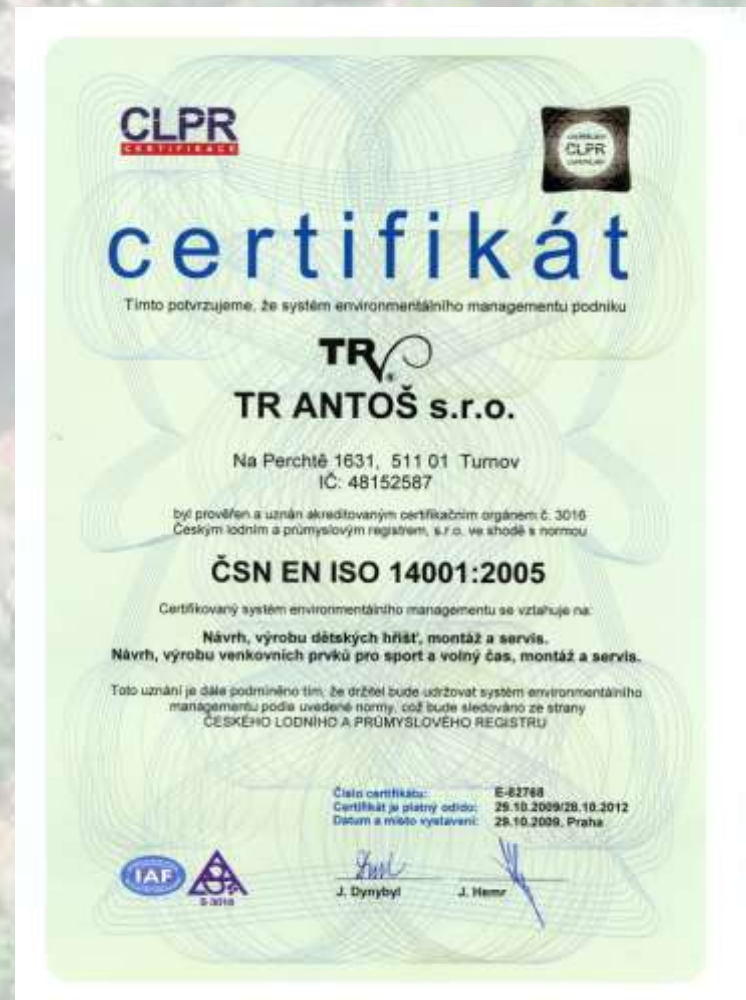 CLPR
CERTIFIKACE
CLPR
certifikát
Tímto potvrzujeme, že systém environmentálního managementu podniku
TR
TR ANTOŠ s.r.o.
Na Perchtě 1631, 511 01 Turnov
IČ: 48152587
byl prověřen a uznán akreditovaným certifikačním orgánem č. 3016
Českým lodním a průmyslovým registrem, s.r.o. ve shodě s normou
ČSN EN ISO 14001:2005
Certifikovaný systém environmentálního managementu se vztahuje na:
Návrh, výrobu dětských hřišť, montáž a servis.
Návrh, výrobu venkovních prvků pro sport a volný čas, montáž a servis.
Toto uznání je dále podmíněno tím, že držitel bude udržovat systém environmentálního
managementu podle uvedené normy, což bude sledováno ze strany
ČESKÉHO LODNÍHO A PRŮMYSLOVÉHO REGISTRU
Číslo certifikátu: E-82768
Certifikát je platný od/do: 29.10.2009/28.10.2012
Datum a místo vystavení: 29.10.2009, Praha
IAF
S 3016
J. Dynybyl J. Hemr